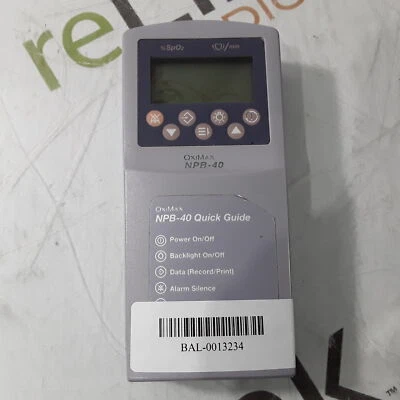 %SpO2
/min
OXIMAX
NPB-40
OXIMAX
NPB-40 Quick Guide
Power On/Off
Backlight On/Off
Data (Record/Print)
Alarm Silence
BAL-0013234